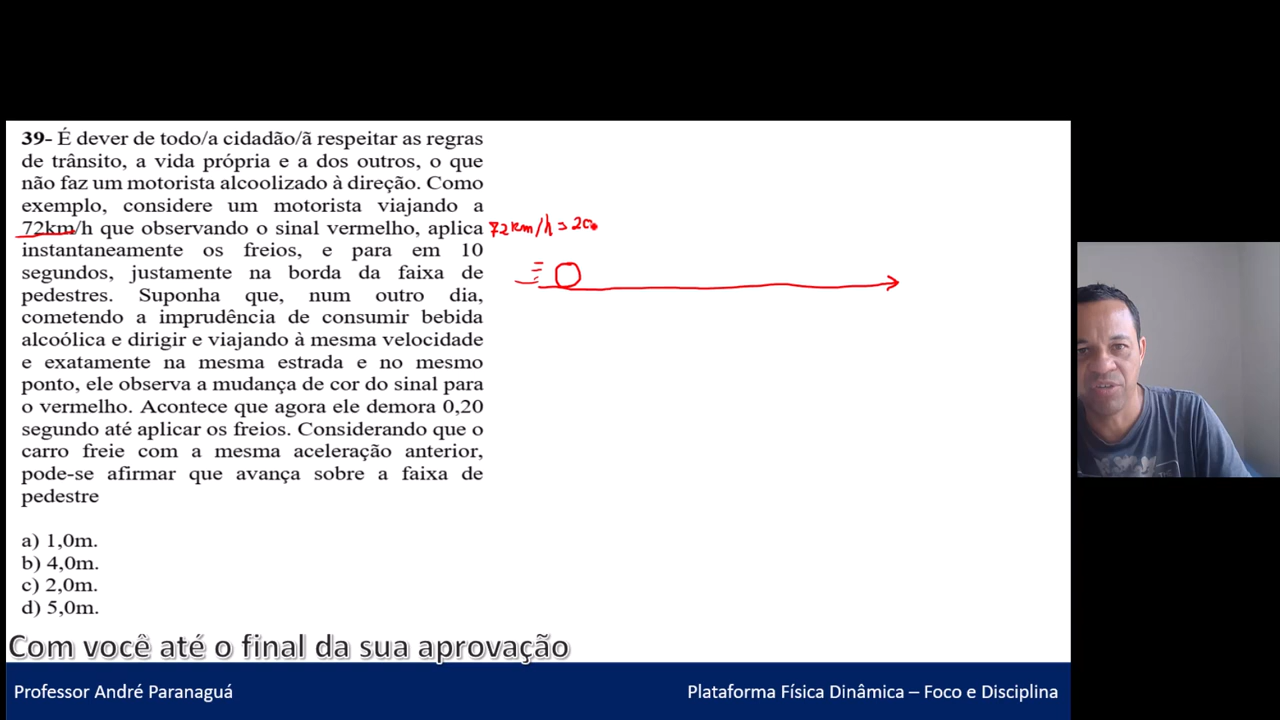 39- É dever de todo/a cidadão/ã respeitar as regras
de trânsito, a vida própria e a dos outros, o que
não faz um motorista alcoolizado à direção. Como
exemplo, considere um motorista viajando a
72km/h que observando o sinal vermelho, aplica
instantaneamente os freios, e para em 10
segundos, justamente na borda da faixa de
pedestres. Suponha que, num outro dia,
cometendo a imprudência de consumir bebida
alcoólica e dirigir e viajando à mesma velocidade
e exatamente na mesma estrada e no mesmo
ponto, ele observa a mudança de cor do sinal para
o vermelho. Acontece que agora ele demora 0,20
segundo até aplicar os freios. Considerando que o
carro freie com a mesma aceleração anterior,
pode-se afirmar que avança sobre a faixa de
pedestre
a) 1,0m.
b) 4,0m.
c) 2,0m.
d) 5,0m.
72km/h = 20
Com você até o final da sua aprovação
Professor André Paranaguá
Plataforma Física Dinâmica – Foco e Disciplina